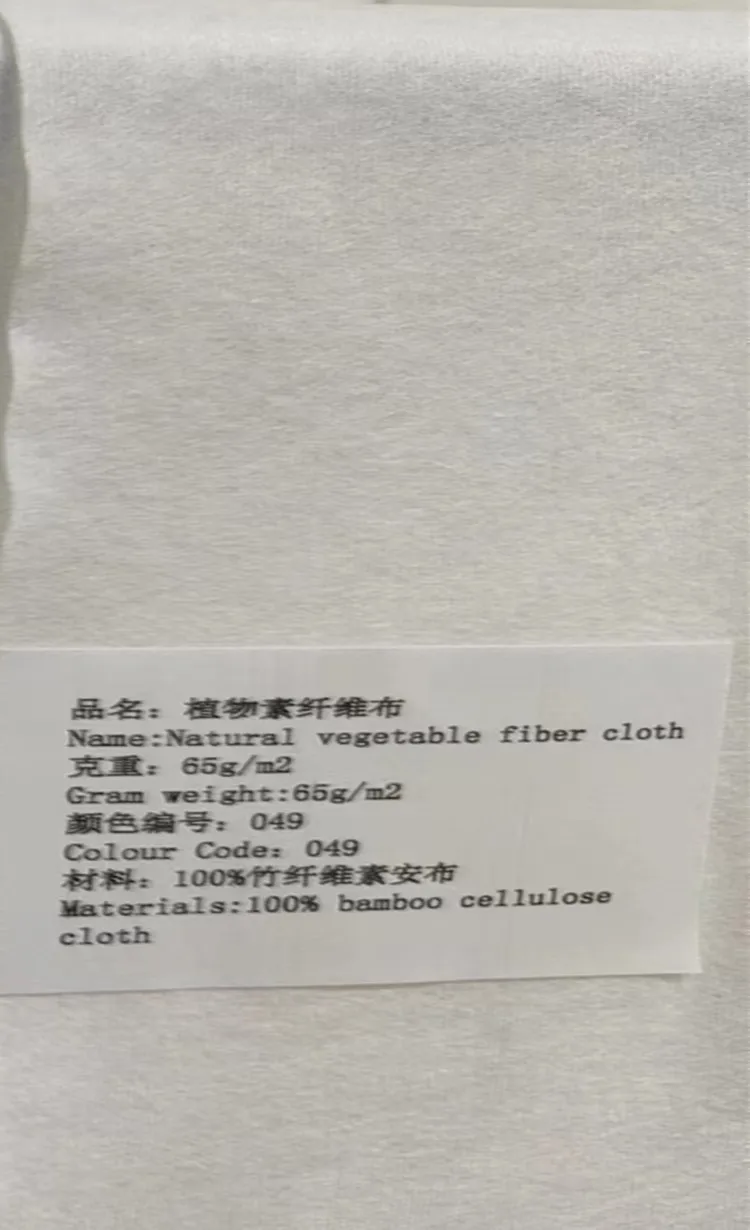 品名：植物素纤维布
Name:Natural vegetable fiber cloth
克重：65g/m2
Gram weight:65g/m2
颜色编号：049
Colour Code：049
材料：100%竹纤维素安布
Materials:100% bamboo cellulose
cloth